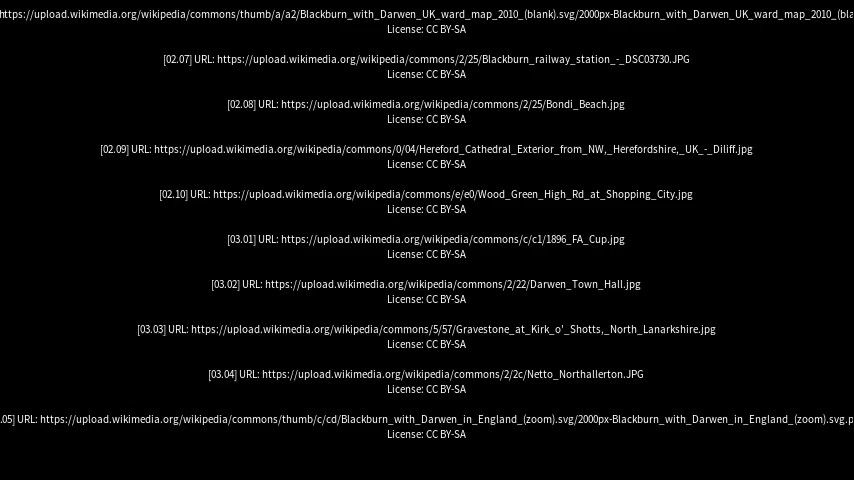 https://upload.wikimedia.org/wikipedia/commons/thumb/a/a2/Blackburn_with_Darwen_UK_ward_map_2010_(blank).svg/2000px-Blackburn_with_Darwen_UK_ward_map_2010_(bla
License: CC BY-SA
[02.07] URL: https://upload.wikimedia.org/wikipedia/commons/2/25/Blackburn_railway_station_-_DSC03730.JPG
License: CC BY-SA
[02.08] URL: https://upload.wikimedia.org/wikipedia/commons/2/25/Bondi_Beach.jpg
License: CC BY-SA
[02.09] URL: https://upload.wikimedia.org/wikipedia/commons/0/04/Hereford_Cathedral_Exterior_from_NW,_Herefordshire,_UK_-_Diliff.jpg
License: CC BY-SA
[02.10] URL: https://upload.wikimedia.org/wikipedia/commons/e/e0/Wood_Green_High_Rd_at_Shopping_City.jpg
License: CC BY-SA
[03.01] URL: https://upload.wikimedia.org/wikipedia/commons/c/c1/1896_FA_Cup.jpg
License: CC BY-SA
[03.02] URL: https://upload.wikimedia.org/wikipedia/commons/2/22/Darwen_Town_Hall.jpg
License: CC BY-SA
[03.03] URL: https://upload.wikimedia.org/wikipedia/commons/5/57/Gravestone_at_Kirk_o'_Shotts,_North_Lanarkshire.jpg
License: CC BY-SA
[03.04] URL: https://upload.wikimedia.org/wikipedia/commons/2/2c/Netto_Northallerton.JPG
License: CC BY-SA
.05] URL: https://upload.wikimedia.org/wikipedia/commons/thumb/c/cd/Blackburn_with_Darwen_in_England_(zoom).svg/2000px-Blackburn_with_Darwen_in_England_(zoom).svg.p
License: CC BY-SA